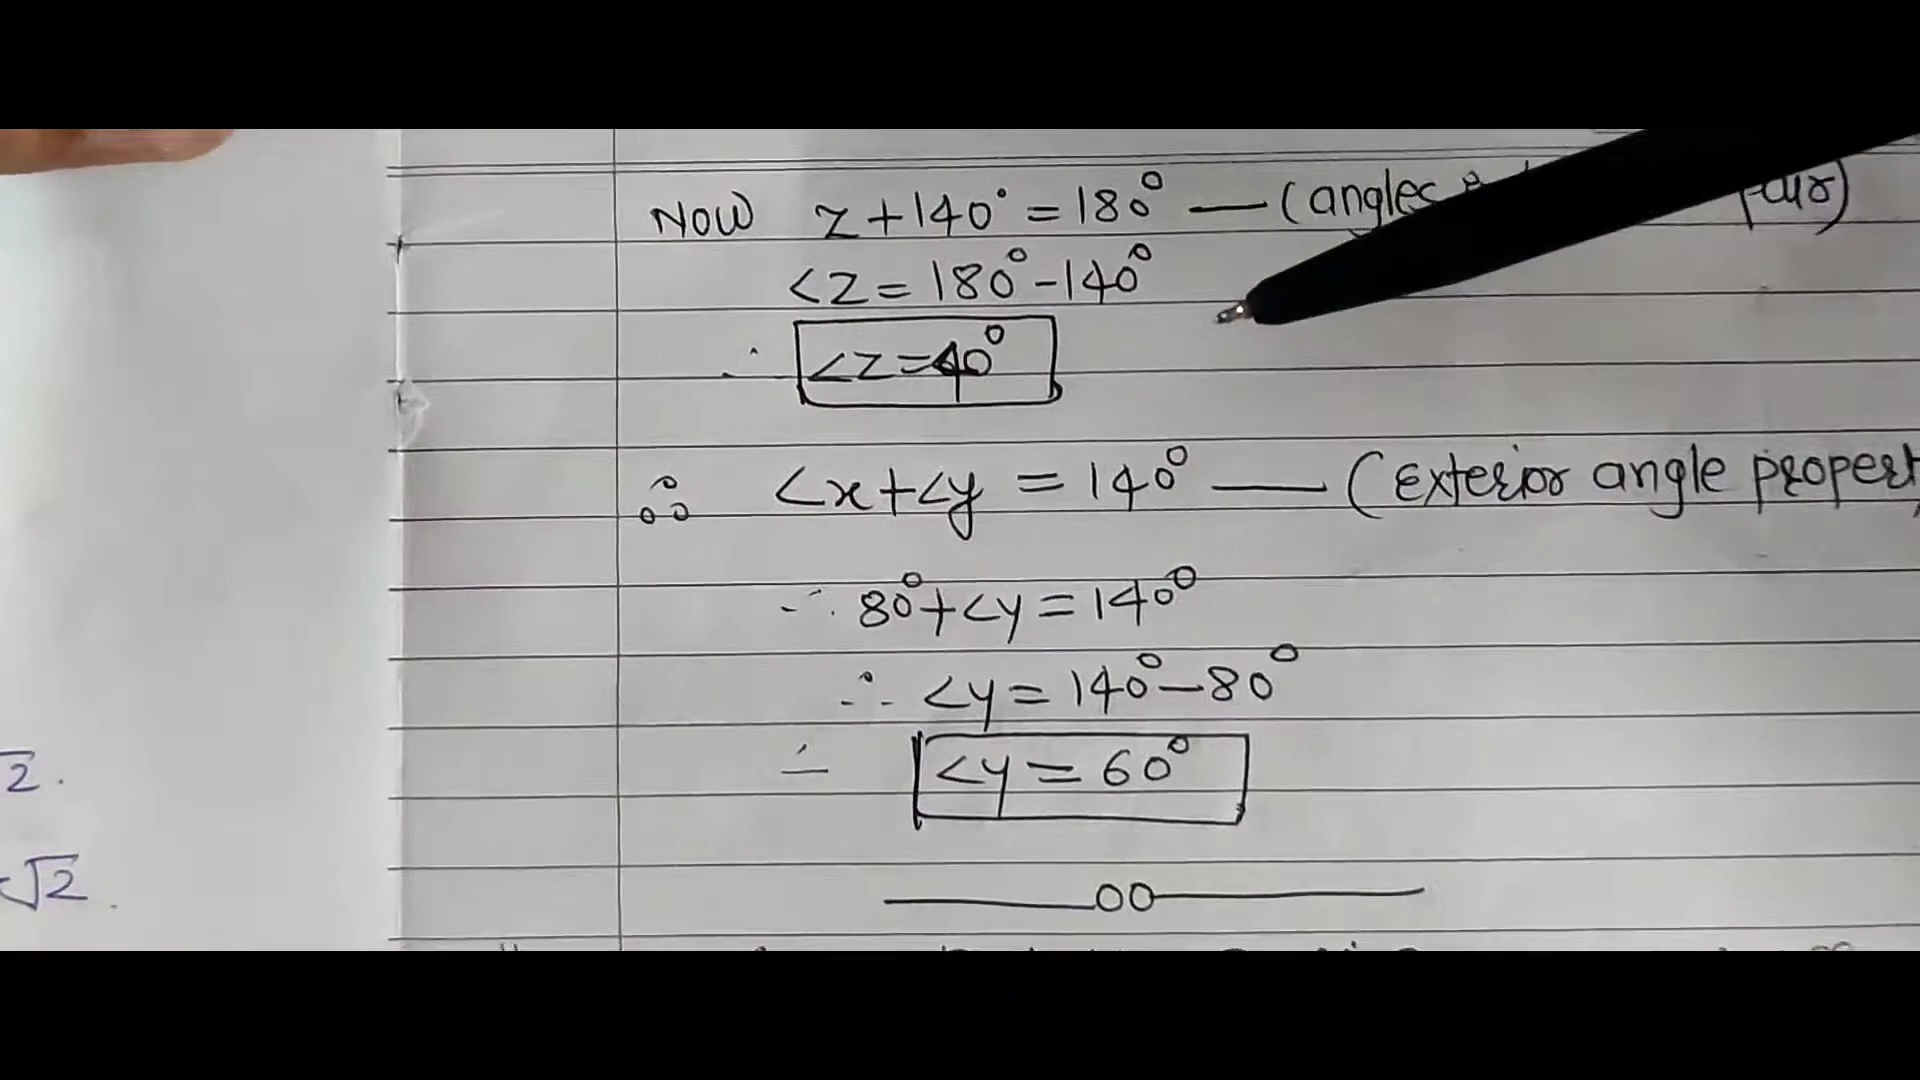 Now z+140° = 180° — (angles pair)
<z = 180° - 140°
∴ <z = 40°
∴ <x+<y = 140° — (exterior angle propert
∴ 80°+<y = 140°
∴ <y = 140° - 80°
∴ <y = 60°
—00—
√2.
√2.